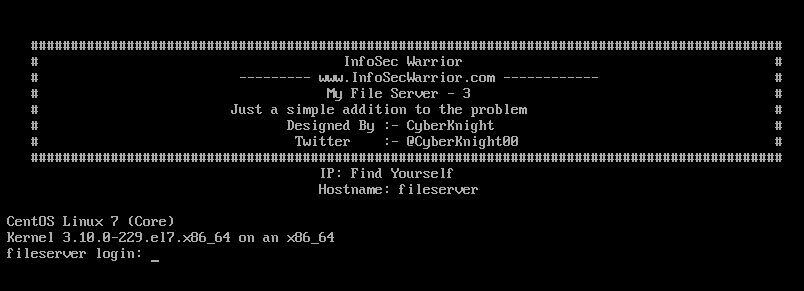 ##############################################################################################
# InfoSec Warrior #
# --------- www.InfoSecWarrior.com ------------ #
# My File Server - 3 #
# Just a simple addition to the problem #
# Designed By :- CyberKnight #
# Twitter :- @CyberKnight00 #
##############################################################################################
IP: Find Yourself
Hostname: fileserver
CentOS Linux 7 (Core)
Kernel 3.10.0-229.el7.x86_64 on an x86_64
fileserver login: _